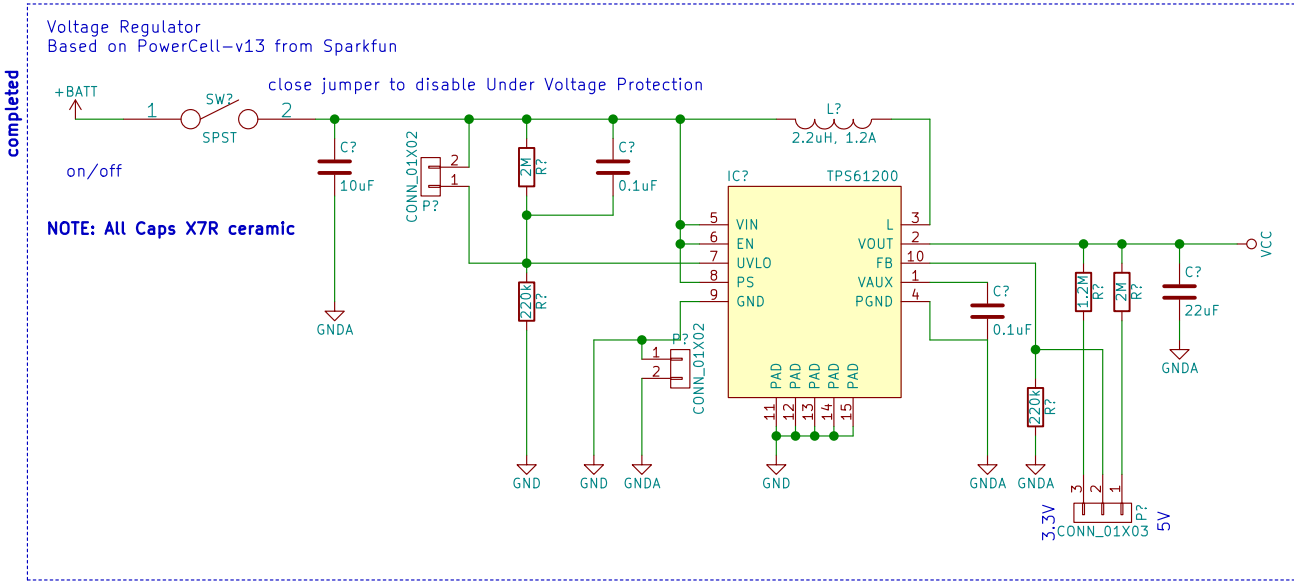 Voltage Regulator
Based on PowerCell-v13 from Sparkfun
completed
close jumper to disable Under Voltage Protection
+BATT
1
SW?
2
SPST
on/off
NOTE: All Caps X7R ceramic
C?
10uF
GNDA
CONN_01X02
2
1
P?
2M
R?
C?
0.1uF
220k
R?
GND
L?
2.2uH, 1.2A
IC?
TPS61200
5
VIN
6
EN
7
UVLO
8
PS
9
GND
L
3
VOUT
2
FB
10
VAUX
1
PGND
4
PAD
PAD
PAD
PAD
PAD
11
12
13
14
15
GND
P?
1
2
CONN_01X02
GND
GNDA
C?
0.1uF
GNDA
220k
R?
GNDA
1.2M
R?
2M
R?
C?
22uF
GNDA
VCC
3
2
1
P?
3.3V
CONN_01X03
5V